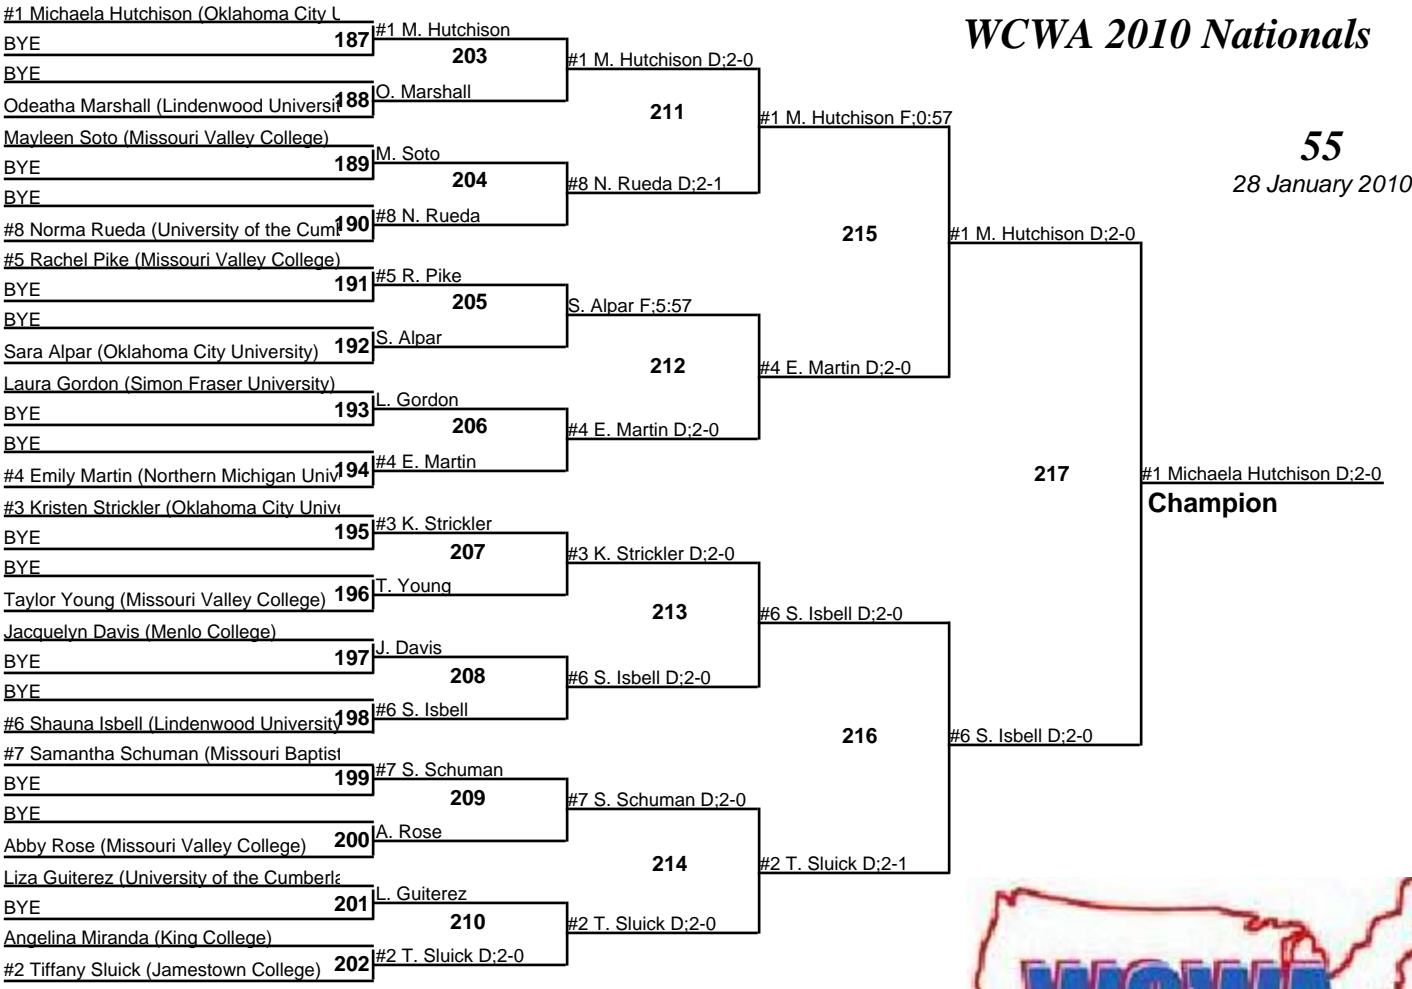 WCWA 2010 Nationals
55
28 January 2010
#1 Michaela Hutchison (Oklahoma City U
BYE
187
BYE
Odeatha Marshall (Lindenwood Universit
188
Mayleen Soto (Missouri Valley College)
BYE
189
BYE
#8 Norma Rueda (University of the Cum
190
#5 Rachel Pike (Missouri Valley College)
BYE
191
BYE
Sara Alpar (Oklahoma City University)
192
Laura Gordon (Simon Fraser University)
BYE
193
BYE
#4 Emily Martin (Northern Michigan Univ
194
#3 Kristen Strickler (Oklahoma City Unive
BYE
195
BYE
Taylor Young (Missouri Valley College)
196
Jacquelyn Davis (Menlo College)
BYE
197
BYE
#6 Shauna Isbell (Lindenwood University
198
#7 Samantha Schuman (Missouri Baptist
BYE
199
BYE
Abby Rose (Missouri Valley College)
200
Liza Guiterez (University of the Cumberla
BYE
201
Angelina Miranda (King College)
#2 Tiffany Sluick (Jamestown College)
202
#1 M. Hutchison
203
O. Marshall
M. Soto
204
#8 N. Rueda
#5 R. Pike
205
S. Alpar
L. Gordon
206
#4 E. Martin
#3 K. Strickler
207
T. Young
J. Davis
208
#6 S. Isbell
#7 S. Schuman
209
A. Rose
L. Guiterez
210
#2 T. Sluick D;2-0
#1 M. Hutchison D;2-0
211
#8 N. Rueda D;2-1
S. Alpar F;5:57
212
#4 E. Martin D;2-0
#3 K. Strickler D;2-0
213
#6 S. Isbell D;2-0
#7 S. Schuman D;2-0
214
#2 T. Sluick D;2-0
#1 M. Hutchison F;0:57
215
#4 E. Martin D;2-0
#6 S. Isbell D;2-0
216
#2 T. Sluick D;2-1
#1 M. Hutchison D;2-0
217
#6 S. Isbell D;2-0
#1 Michaela Hutchison D;2-0
Champion
WCWA